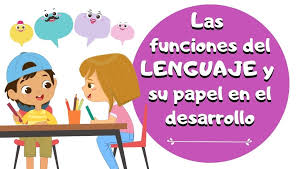 Las
funciones del
LENGUAJE y
su papel en el
desarrollo